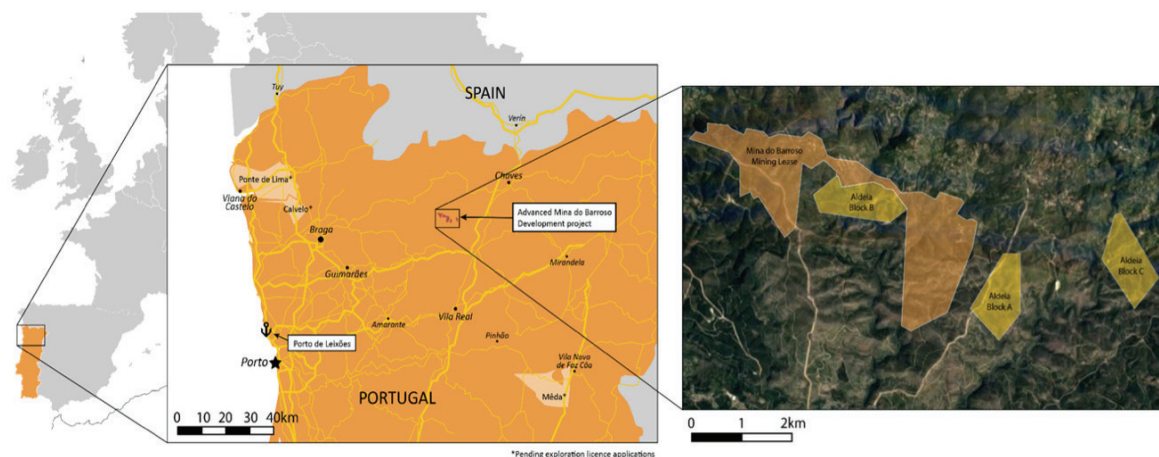 Tuy
SPAIN
Verín
Ponte de Lima*
Viana do
Castelo
Calvelo*
Chaves
Advanced Mina do Barroso
Development project
Braga
Guimarães
Mirandela
Vila Real
Amarante
Pinhão
Porto de Leixões
Porto
Vila Nova
de Foz Côa
Mêda*
PORTUGAL
0 10 20 30 40km
*Pending exploration licence applications
Mina do Barroso
Mining Lease
Aldeia
Block B
Aldeia
Block A
Aldeia
Block C
0 1 2km